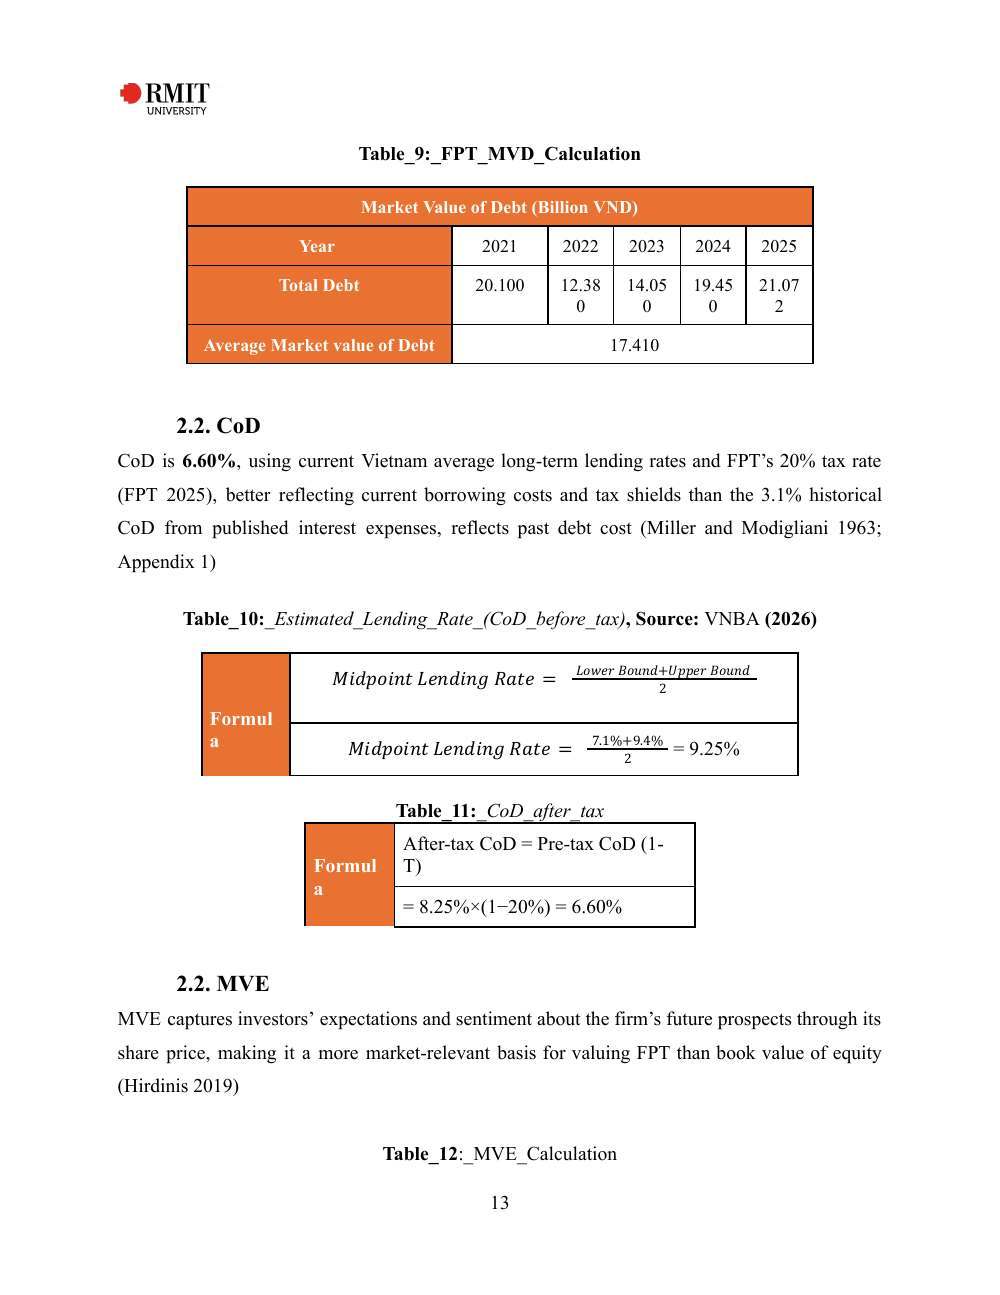 RMIT
UNIVERSITY
Table_9:_FPT_MVD_Calculation
Market Value of Debt (Billion VND)
Year 2021 2022 2023 2024 2025
Total Debt 20.100 12.38 14.05 19.45 21.07
0 0 0 2
Average Market value of Debt 17.410
2.2. CoD
CoD is 6.60%, using current Vietnam average long-term lending rates and FPT’s 20% tax rate
(FPT 2025), better reflecting current borrowing costs and tax shields than the 3.1% historical
CoD from published interest expenses, reflects past debt cost (Miller and Modigliani 1963;
Appendix 1)
Table_10:_Estimated_Lending_Rate_(CoD_before_tax), Source: VNBA (2026)
Formul
a
Midpoint Lending Rate = Lower Bound+Upper Bound
2
Midpoint Lending Rate = 7.1%+9.4% = 9.25%
2
Table_11:_CoD_after_tax
Formul
a
After-tax CoD = Pre-tax CoD (1-
T)
= 8.25%×(1−20%) = 6.60%
2.2. MVE
MVE captures investors’ expectations and sentiment about the firm’s future prospects through its
share price, making it a more market-relevant basis for valuing FPT than book value of equity
(Hirdinis 2019)
Table_12:_MVE_Calculation
13